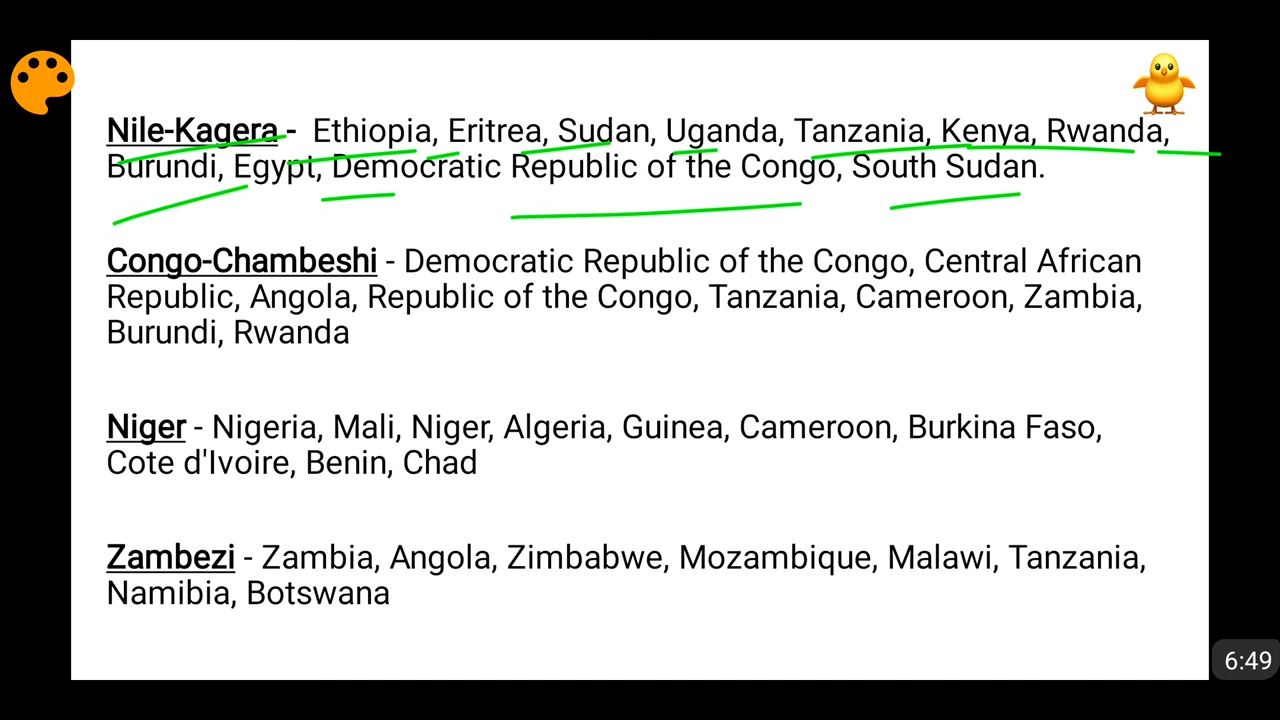 Nile-Kagera - Ethiopia, Eritrea, Sudan, Uganda, Tanzania, Kenya, Rwanda,
Burundi, Egypt, Democratic Republic of the Congo, South Sudan.
Congo-Chambeshi - Democratic Republic of the Congo, Central African
Republic, Angola, Republic of the Congo, Tanzania, Cameroon, Zambia,
Burundi, Rwanda
Niger - Nigeria, Mali, Niger, Algeria, Guinea, Cameroon, Burkina Faso,
Cote d'Ivoire, Benin, Chad
Zambezi - Zambia, Angola, Zimbabwe, Mozambique, Malawi, Tanzania,
Namibia, Botswana
6:49